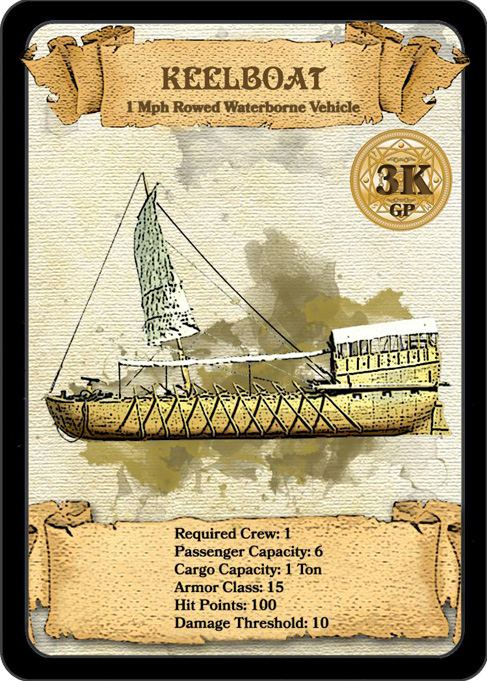 KEELBOAT
1 Mph Rowed Waterborne Vehicle
3K
GP
Required Crew: 1
Passenger Capacity: 6
Cargo Capacity: 1 Ton
Armor Class: 15
Hit Points: 100
Damage Threshold: 10